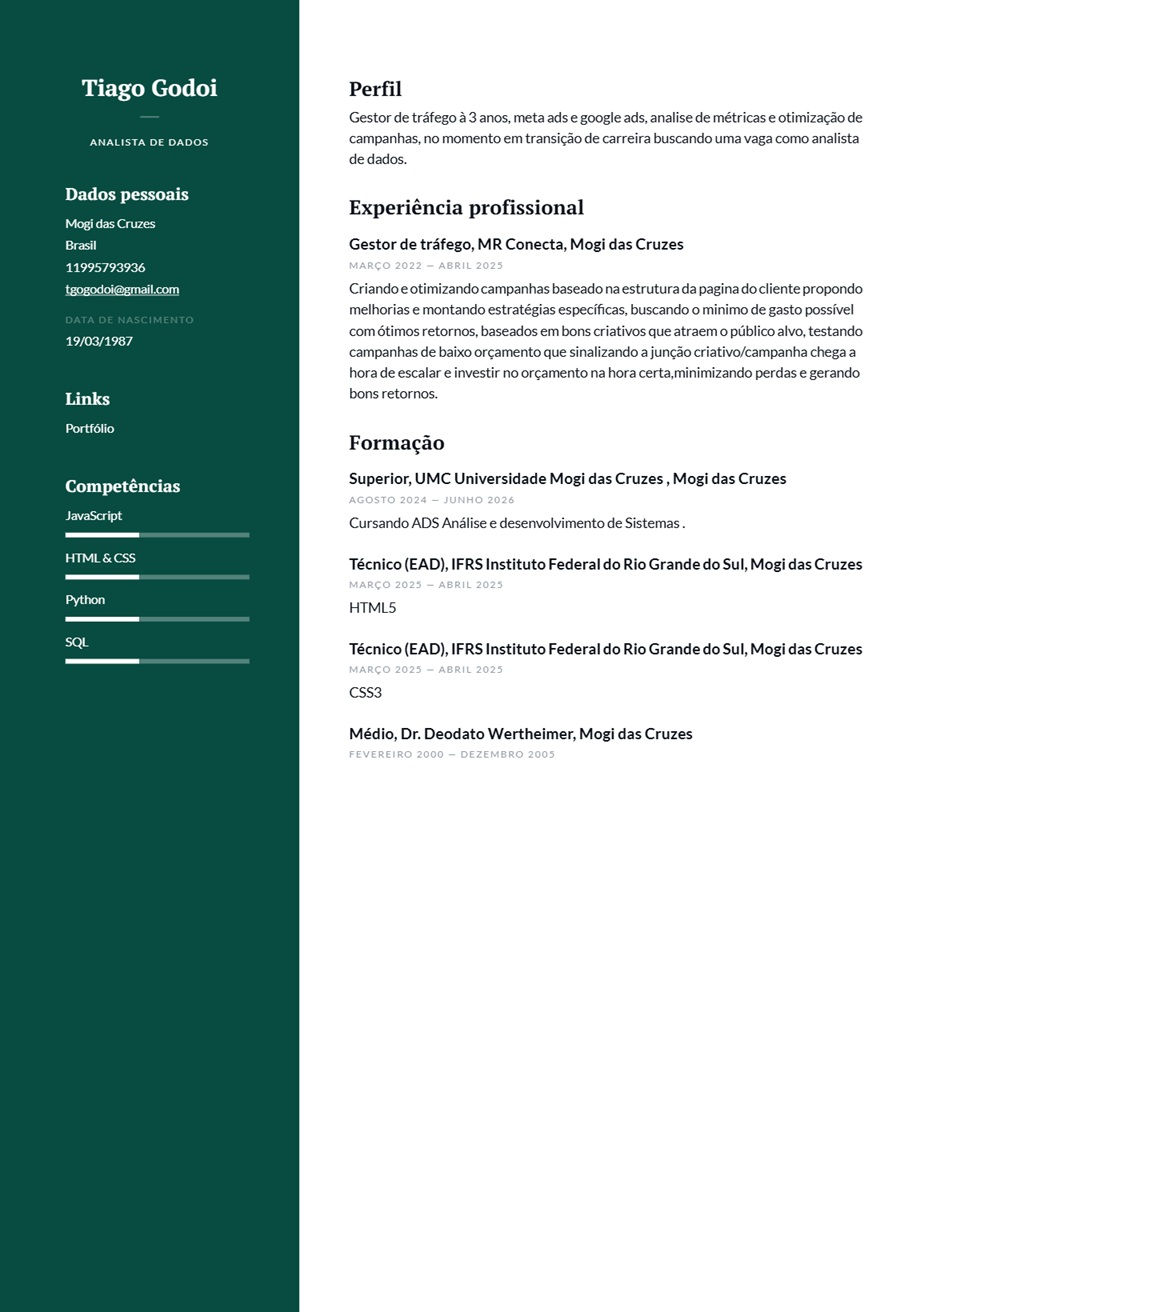 Tiago Godoi
ANALISTA DE DADOS
Dados pessoais
Mogi das Cruzes
Brasil
11995793936
tgogodoi@gmail.com
DATA DE NASCIMENTO
19/03/1987
Links
Portfólio
Competências
JavaScript
HTML & CSS
Python
SQL
Perfil
Gestor de tráfego à 3 anos, meta ads e google ads, analise de métricas e otimização de
campanhas, no momento em transição de carreira buscando uma vaga como analista
de dados.
Experiência profissional
Gestor de tráfego, MR Conecta, Mogi das Cruzes
MARÇO 2022 — ABRIL 2025
Criando e otimizando campanhas baseado na estrutura da pagina do cliente propondo
melhorias e montando estratégias específicas, buscando o minimo de gasto possível
com ótimos retornos, baseados em bons criativos que atraem o público alvo, testando
campanhas de baixo orçamento que sinalizando a junção criativo/campanha chega a
hora de escalar e investir no orçamento na hora certa,minimizando perdas e gerando
bons retornos.
Formação
Superior, UMC Universidade Mogi das Cruzes , Mogi das Cruzes
AGOSTO 2024 — JUNHO 2026
Cursando ADS Análise e desenvolvimento de Sistemas .
Técnico (EAD), IFRS Instituto Federal do Rio Grande do Sul, Mogi das Cruzes
MARÇO 2025 — ABRIL 2025
HTML5
Técnico (EAD), IFRS Instituto Federal do Rio Grande do Sul, Mogi das Cruzes
MARÇO 2025 — ABRIL 2025
CSS3
Médio, Dr. Deodato Wertheimer, Mogi das Cruzes
FEVEREIRO 2000 — DEZEMBRO 2005